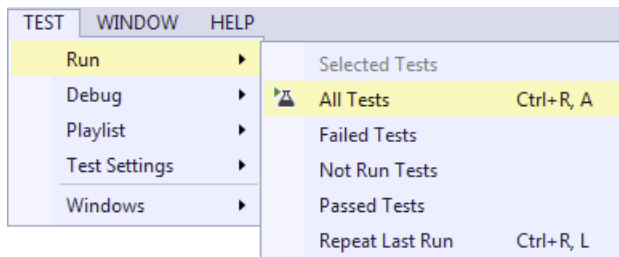 TEST WINDOW HELP
Run
Debug
Playlist
Test Settings
Windows
Selected Tests
All Tests Ctrl+R, A
Failed Tests
Not Run Tests
Passed Tests
Repeat Last Run Ctrl+R, L